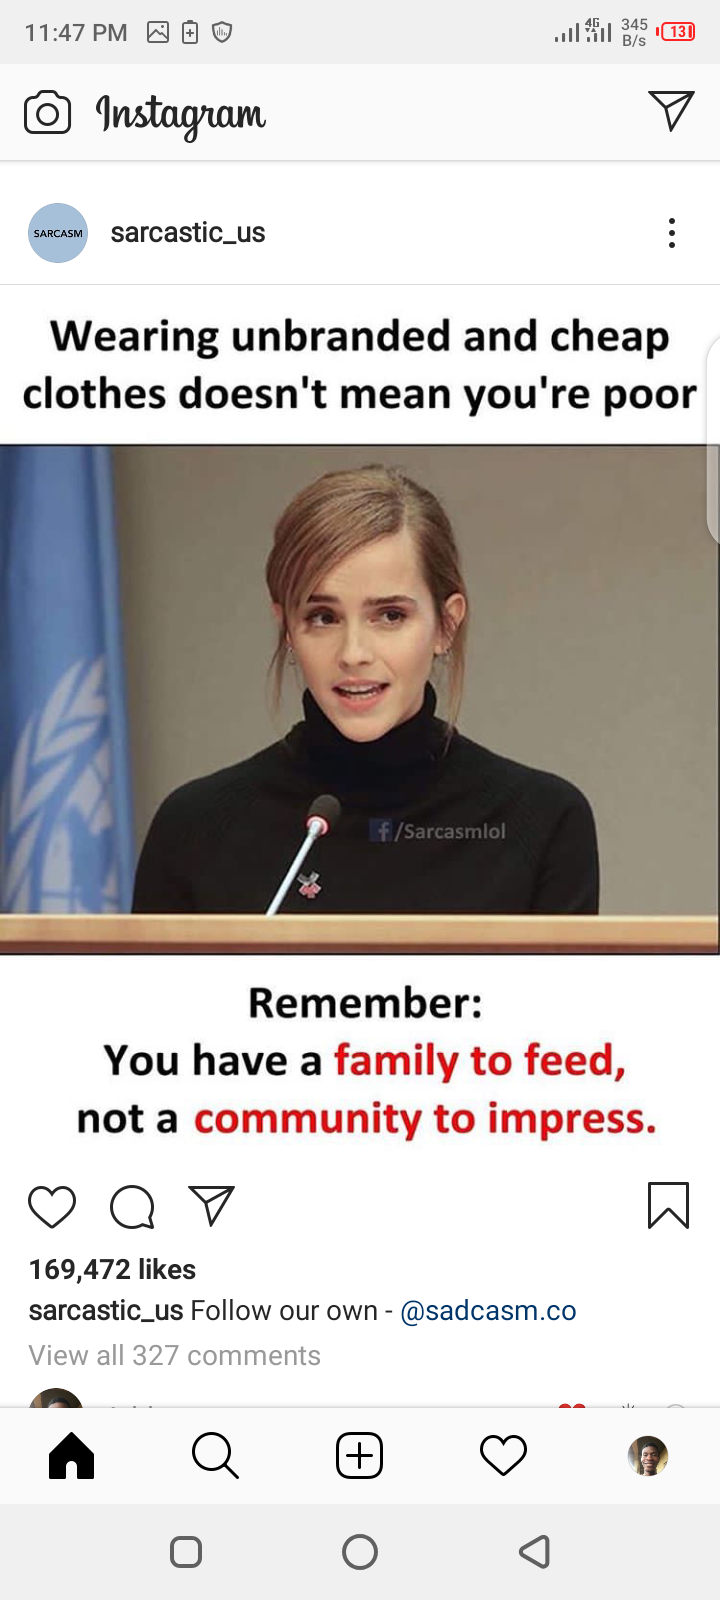 11:47 PM
4G
345
B/s
13
Instagram
SARCASM
sarcastic_us
Wearing unbranded and cheap
clothes doesn't mean you're poor
f/Sarcasmlol
Remember:
You have a family to feed,
not a community to impress.
169,472 likes
sarcastic_us Follow our own - @sadcasm.co
View all 327 comments